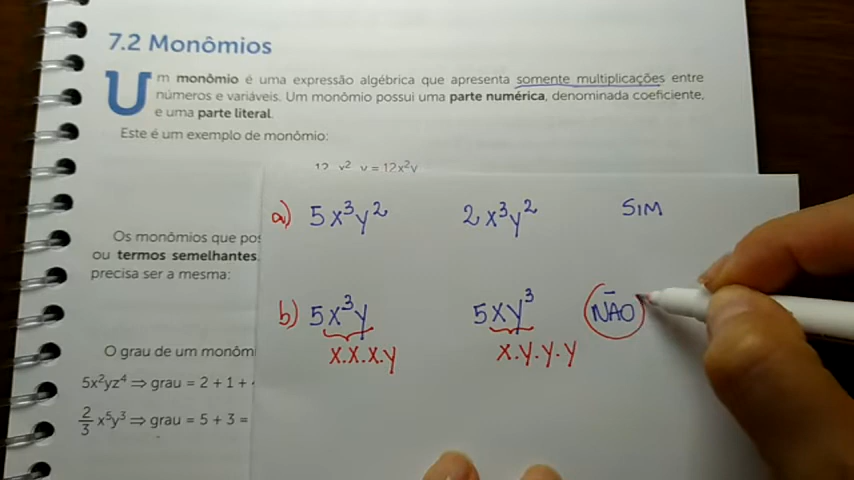 7.2 Monômios
Um monômio é uma expressão algébrica que apresenta somente multiplicações entre
números e variáveis. Um monômio possui uma parte numérica, denominada coeficiente,
e uma parte literal.
Este é um exemplo de monômio:
y = 12x²y
a) 5x³y² 2x³y² SIM
Os monômios que pos
ou termos semelhantes.
precisa ser a mesma:
b) 5x³y 5xy³ NÃO
x.x.x.y x.y.y.y
O grau de um monômi
5x²yz⁴ ⇒ grau = 2 + 1 +
2/3 x⁵y³ ⇒ grau = 5 + 3 =